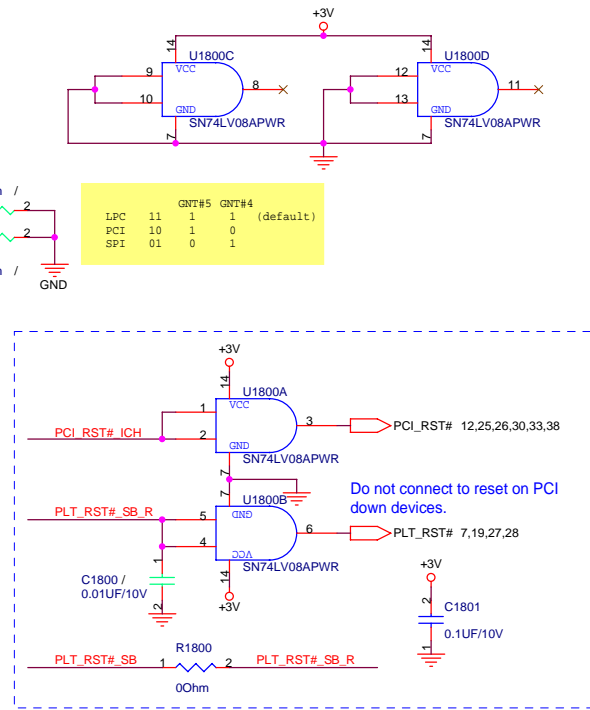 +3V
14
U1800C
VCC
9
10
8
GND
SN74LV08APWR
7
14
U1800D
VCC
12
13
11
GND
SN74LV08APWR
7
/
2
2
/
GND
GNT#5 GNT#4
LPC 11 1 1 (default)
PCI 10 1 0
SPI 01 0 1
+3V
14
U1800A
VCC
1
PCI_RST#_ICH 2
3
PCI_RST# 12,25,26,30,33,38
GND
SN74LV08APWR
7
7
U1800B
GND
Do not connect to reset on PCI
down devices.
PLT_RST#_SB_R 5
4
6
PLT_RST# 7,19,27,28
VCC
SN74LV08APWR
14
+3V
1
C1800 /
0.01UF/10V
2
+3V
2
C1801
0.1UF/10V
1
R1800
PLT_RST#_SB 1 2 PLT_RST#_SB_R
0Ohm